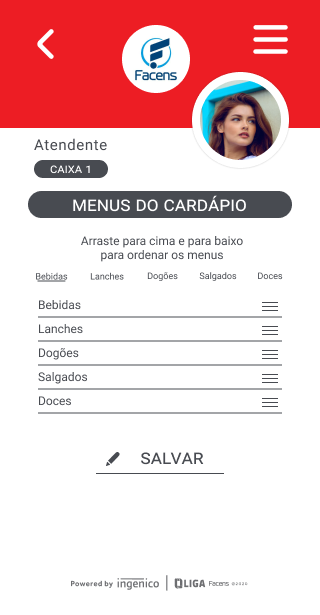 Facens
Atendente
CAIXA 1
MENUS DO CARDÁPIO
Arraste para cima e para baixo
para ordenar os menus
Bebidas Lanches Dogões Salgados Doces
Bebidas
Lanches
Dogões
Salgados
Doces
SALVAR
Powered by ingenico LIGA Facens ©2020